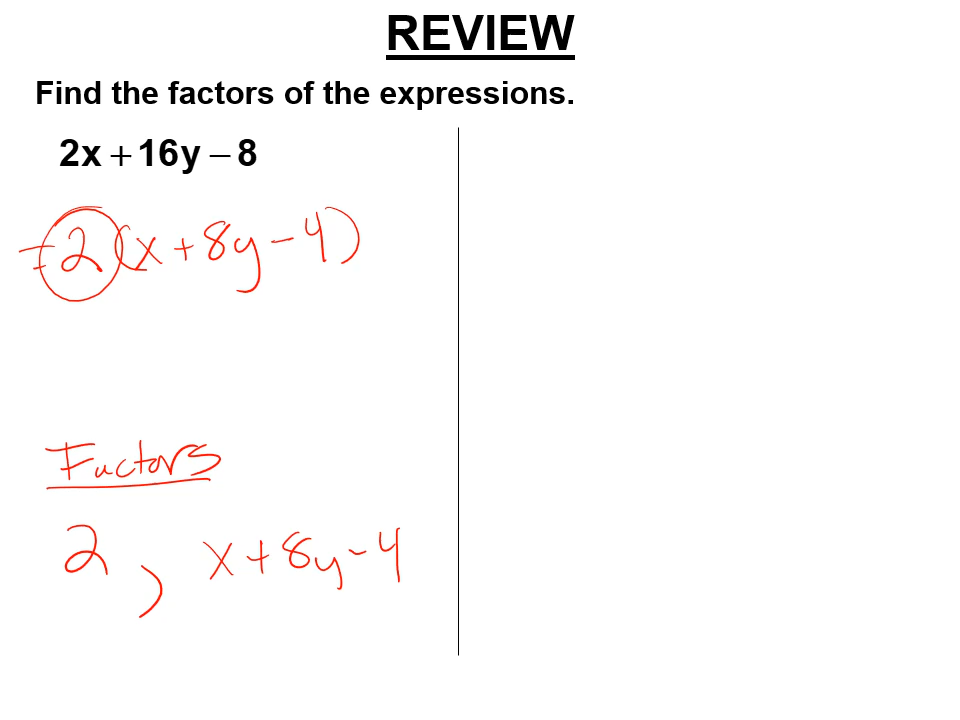 REVIEW
Find the factors of the expressions.
2x + 16y − 8
= 2(x + 8y − 4)
Factors
2 , x + 8y − 4